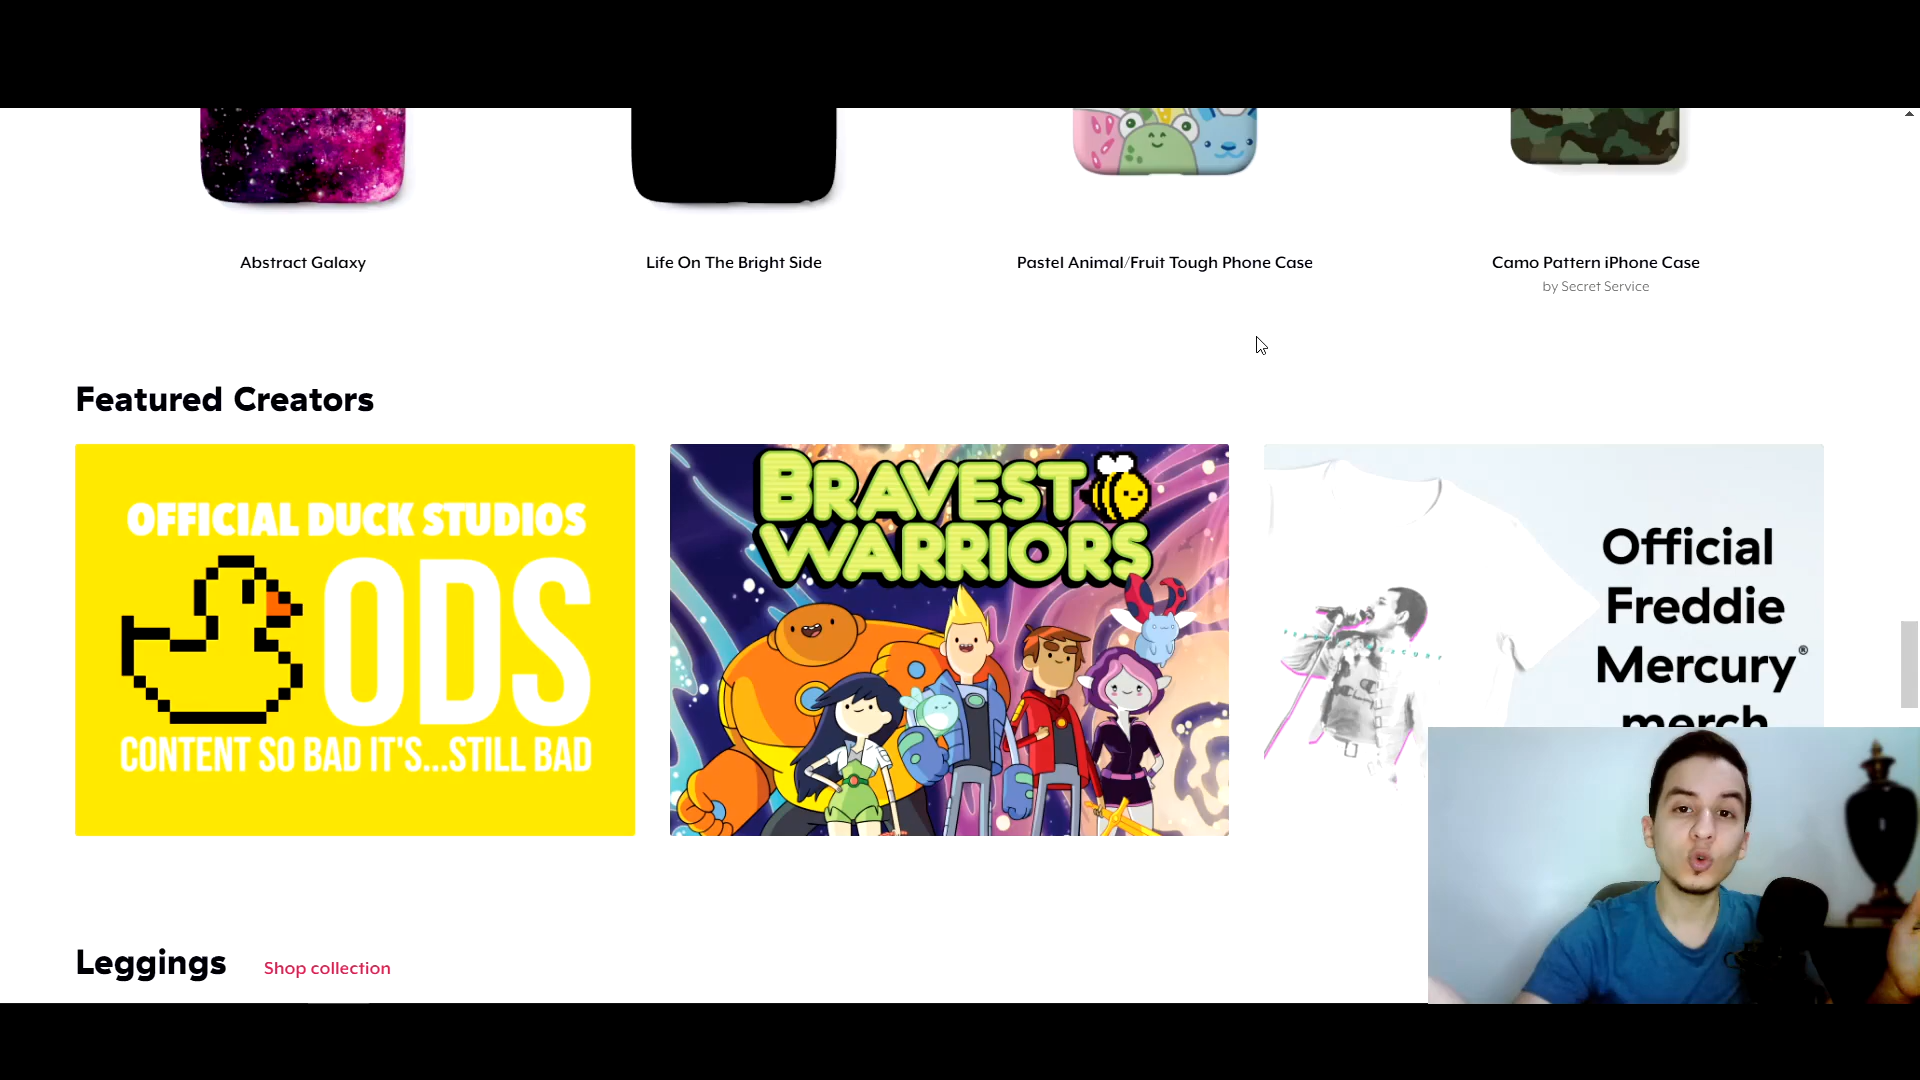 Abstract Galaxy
Life On The Bright Side
Pastel Animal/Fruit Tough Phone Case
Camo Pattern iPhone Case
by Secret Service
Featured Creators
OFFICIAL DUCK STUDIOS
ODS
CONTENT SO BAD IT'S...STILL BAD
BRAVEST
WARRIORS
Official
Freddie
Mercury®
merch
Leggings
Shop collection